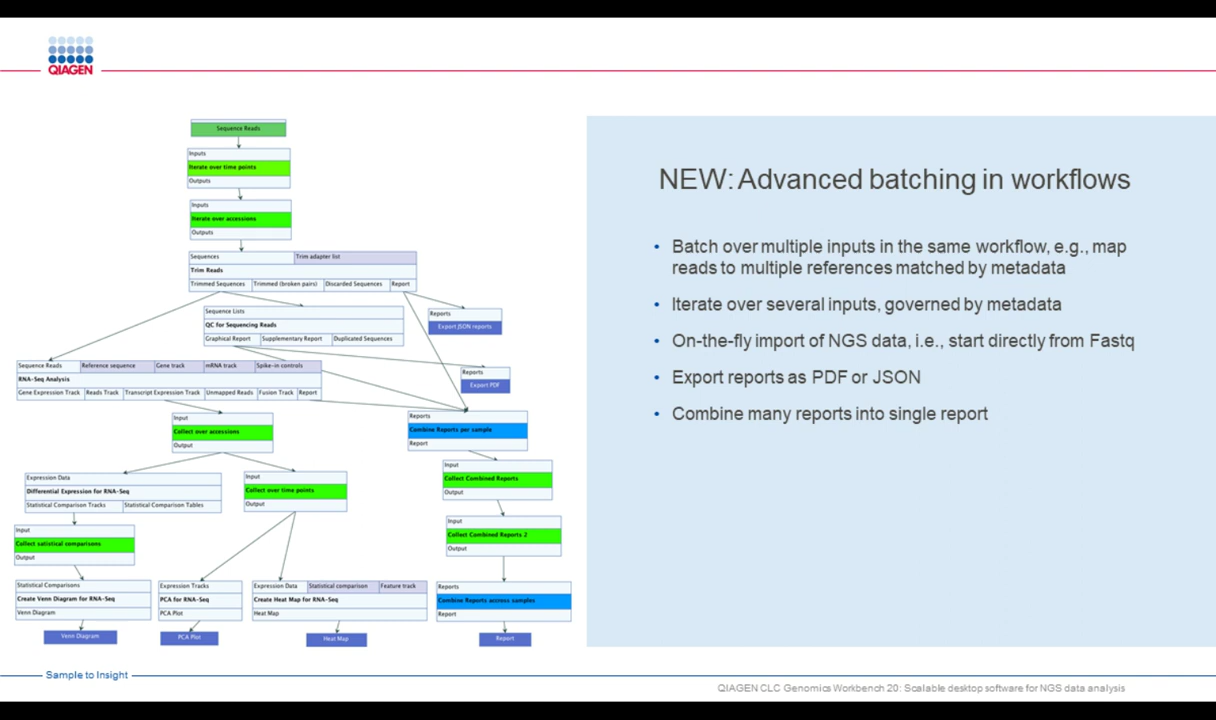 QIAGEN
Sequence Reads
Inputs
Iterate over time points
Outputs
Inputs
Iterate over accessions
Outputs
Sequences Trim adapter list
Trim Reads
Trimmed Sequences Trimmed (broken pairs) Discarded Sequences Report
Sequence Lists
QC for Sequencing Reads
Graphical Report Supplementary Report Duplicated Sequences
Reports
Export JSON reports
Sequence Reads Reference sequence Gene track mRNA track Spike-in controls
RNA-Seq Analysis
Gene Expression Track Reads Track Transcript Expression Track Unmapped Reads Fusion Track Report
Reports
Export PDF
Input
Collect over accessions
Output
Reports
Combine Reports per sample
Report
Expression Data
Differential Expression for RNA-Seq
Statistical Comparison Tracks Statistical Comparison Tables
Input
Collect over time points
Output
Input
Collect Combined Reports
Output
Input
Collect satistical comparisons
Output
Input
Collect Combined Reports 2
Output
Statistical Comparisons
Create Venn Diagram for RNA-Seq
Venn Diagram
Venn Diagram
Expression Tracks
PCA for RNA-Seq
PCA Plot
PCA Plot
Expression Data Statistical comparison Feature track
Create Heat Map for RNA-Seq
Heat Map
Heat Map
Reports
Combine Reports accross samples
Report
Report
NEW: Advanced batching in workflows
• Batch over multiple inputs in the same workflow, e.g., map
reads to multiple references matched by metadata
• Iterate over several inputs, governed by metadata
• On-the-fly import of NGS data, i.e., start directly from Fastq
• Export reports as PDF or JSON
• Combine many reports into single report
Sample to Insight
QIAGEN CLC Genomics Workbench 20: Scalable desktop software for NGS data analysis